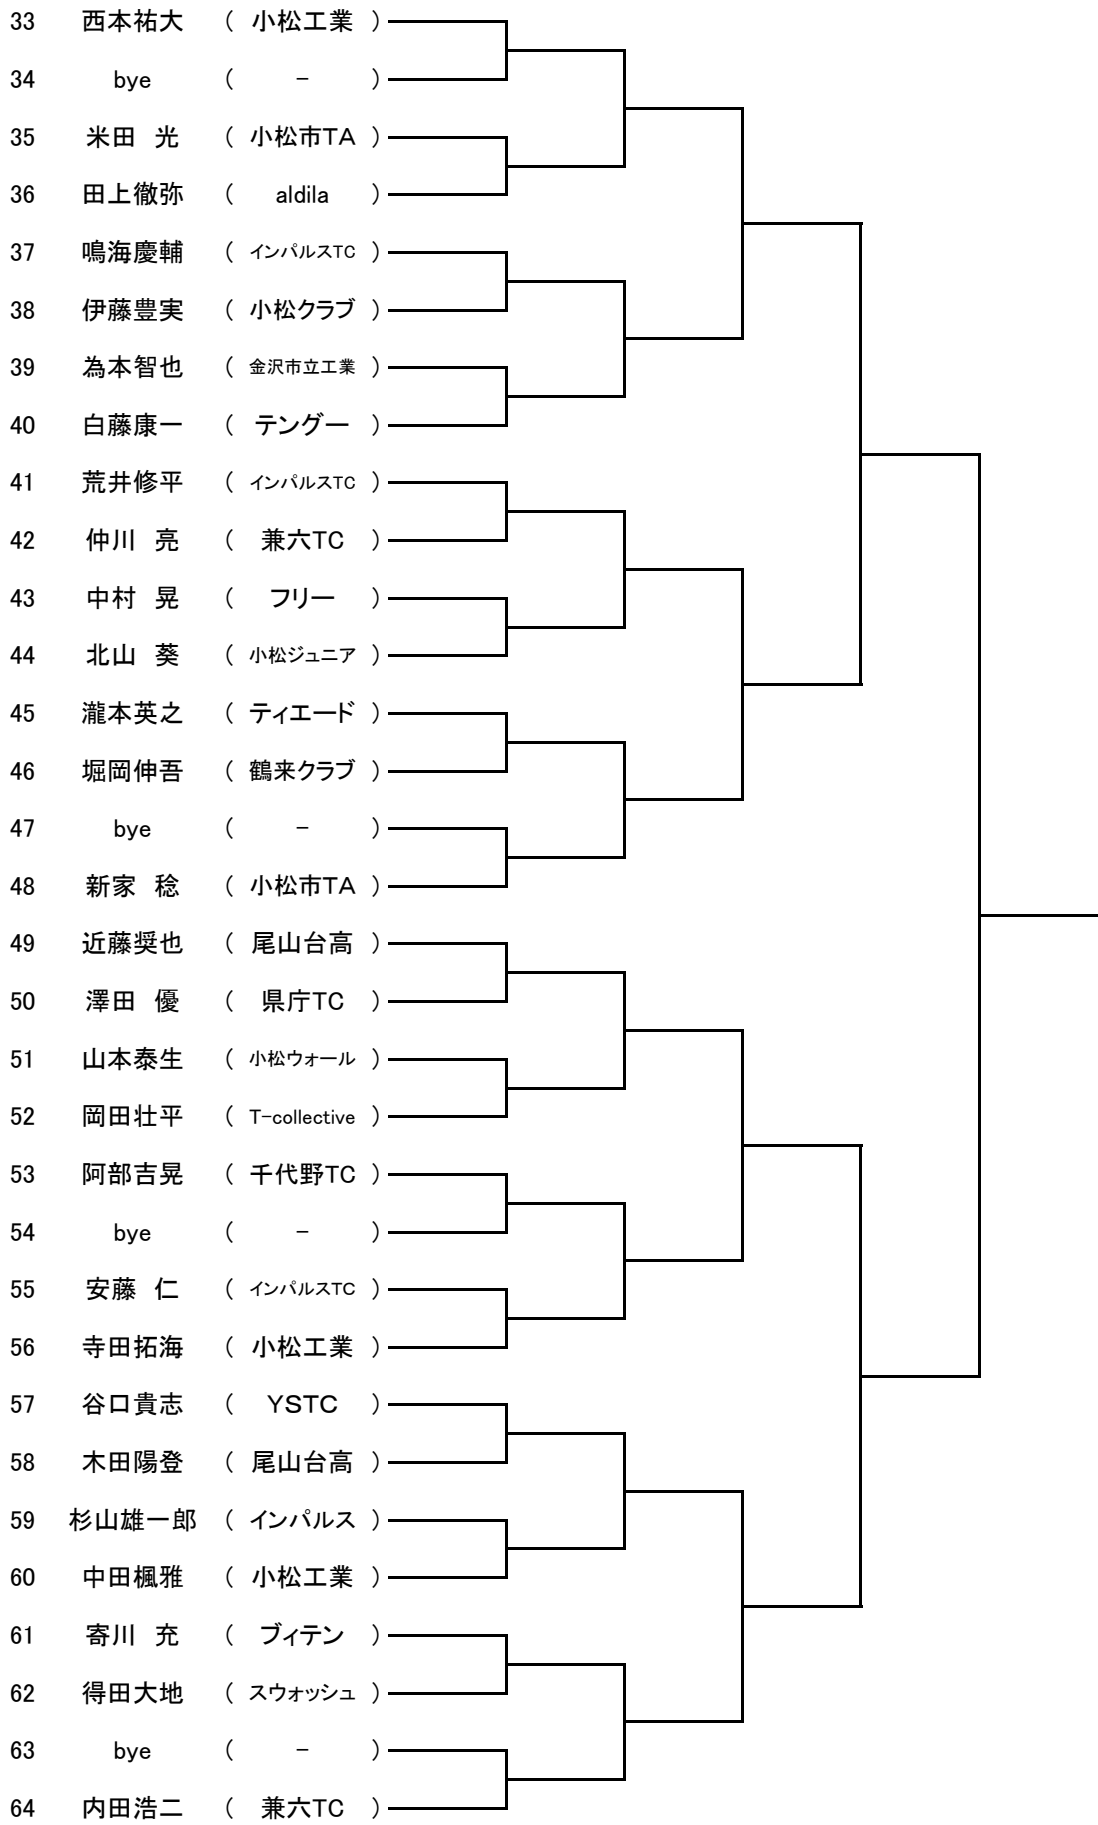 33 西本祐大 ( 小松工業 )
34 bye ( - )
35 米田 光 ( 小松市TA )
36 田上徹弥 ( aldila )
37 鳴海慶輔 ( インパルスTC )
38 伊藤豊実 ( 小松クラブ )
39 為本智也 ( 金沢市立工業 )
40 白藤康一 ( テングー )
41 荒井修平 ( インパルスTC )
42 仲川 亮 ( 兼六TC )
43 中村 晃 ( フリー )
44 北山 葵 ( 小松ジュニア )
45 瀧本英之 ( ティエード )
46 堀岡伸吾 ( 鶴来クラブ )
47 bye ( - )
48 新家 稔 ( 小松市TA )
49 近藤奨也 ( 尾山台高 )
50 澤田 優 ( 県庁TC )
51 山本泰生 ( 小松ウォール )
52 岡田壮平 ( T-collective )
53 阿部吉晃 ( 千代野TC )
54 bye ( - )
55 安藤 仁 ( インパルスTC )
56 寺田拓海 ( 小松工業 )
57 谷口貴志 ( YSTC )
58 木田陽登 ( 尾山台高 )
59 杉山雄一郎 ( インパルス )
60 中田楓雅 ( 小松工業 )
61 寄川 充 ( ブィテン )
62 得田大地 ( スウォッシュ )
63 bye ( - )
64 内田浩二 ( 兼六TC )